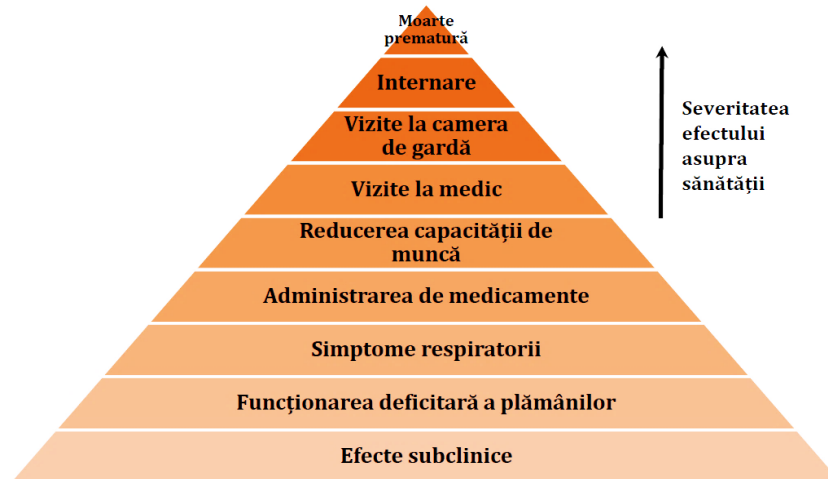 Moarte
prematură
Internare
Vizite la camera
de gardă
Vizite la medic
Reducerea capacității de
muncă
Administrarea de medicamente
Simptome respiratorii
Funcționarea deficitară a plămânilor
Efecte subclinice
Severitatea
efectului
asupra
sănătății